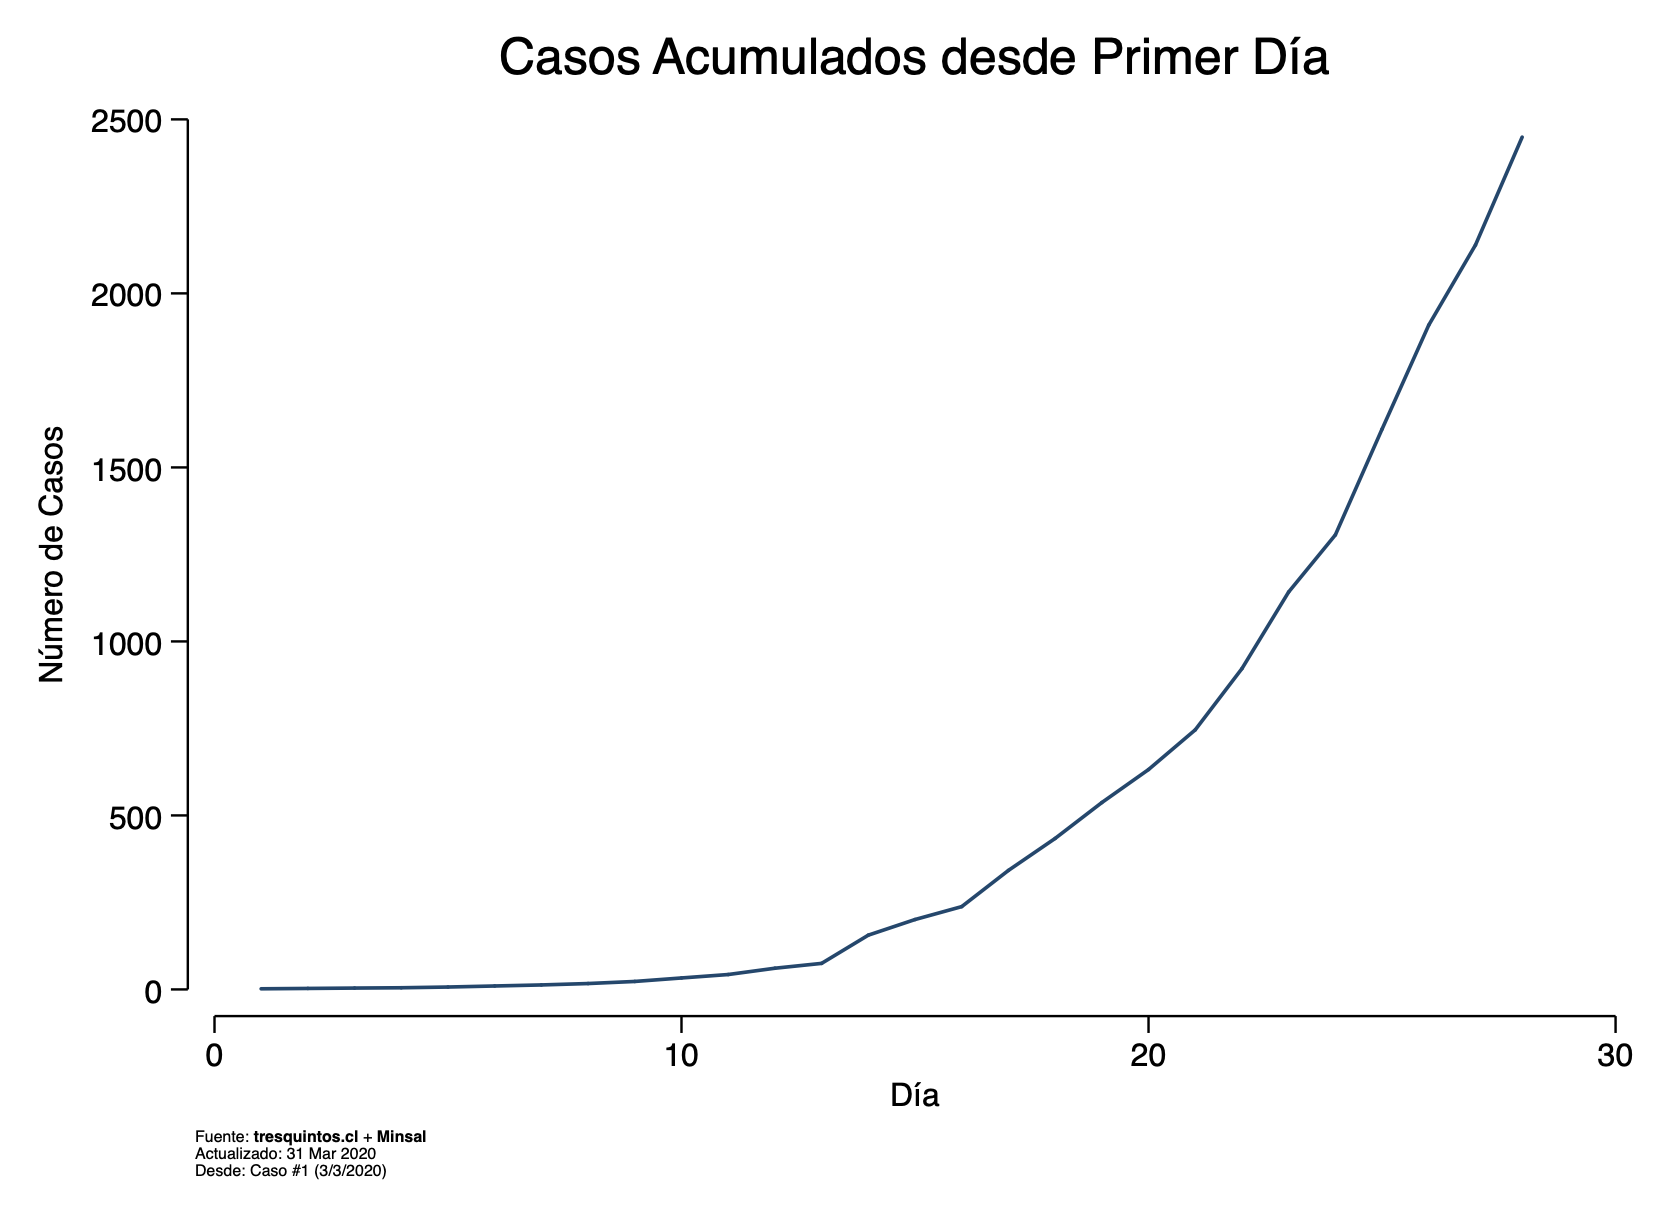 Casos Acumulados desde Primer Día
2500
2000
1500
1000
500
0
Número de Casos
0 10 20 30
Día
Fuente: tresquintos.cl + Minsal
Actualizado: 31 Mar 2020
Desde: Caso #1 (3/3/2020)